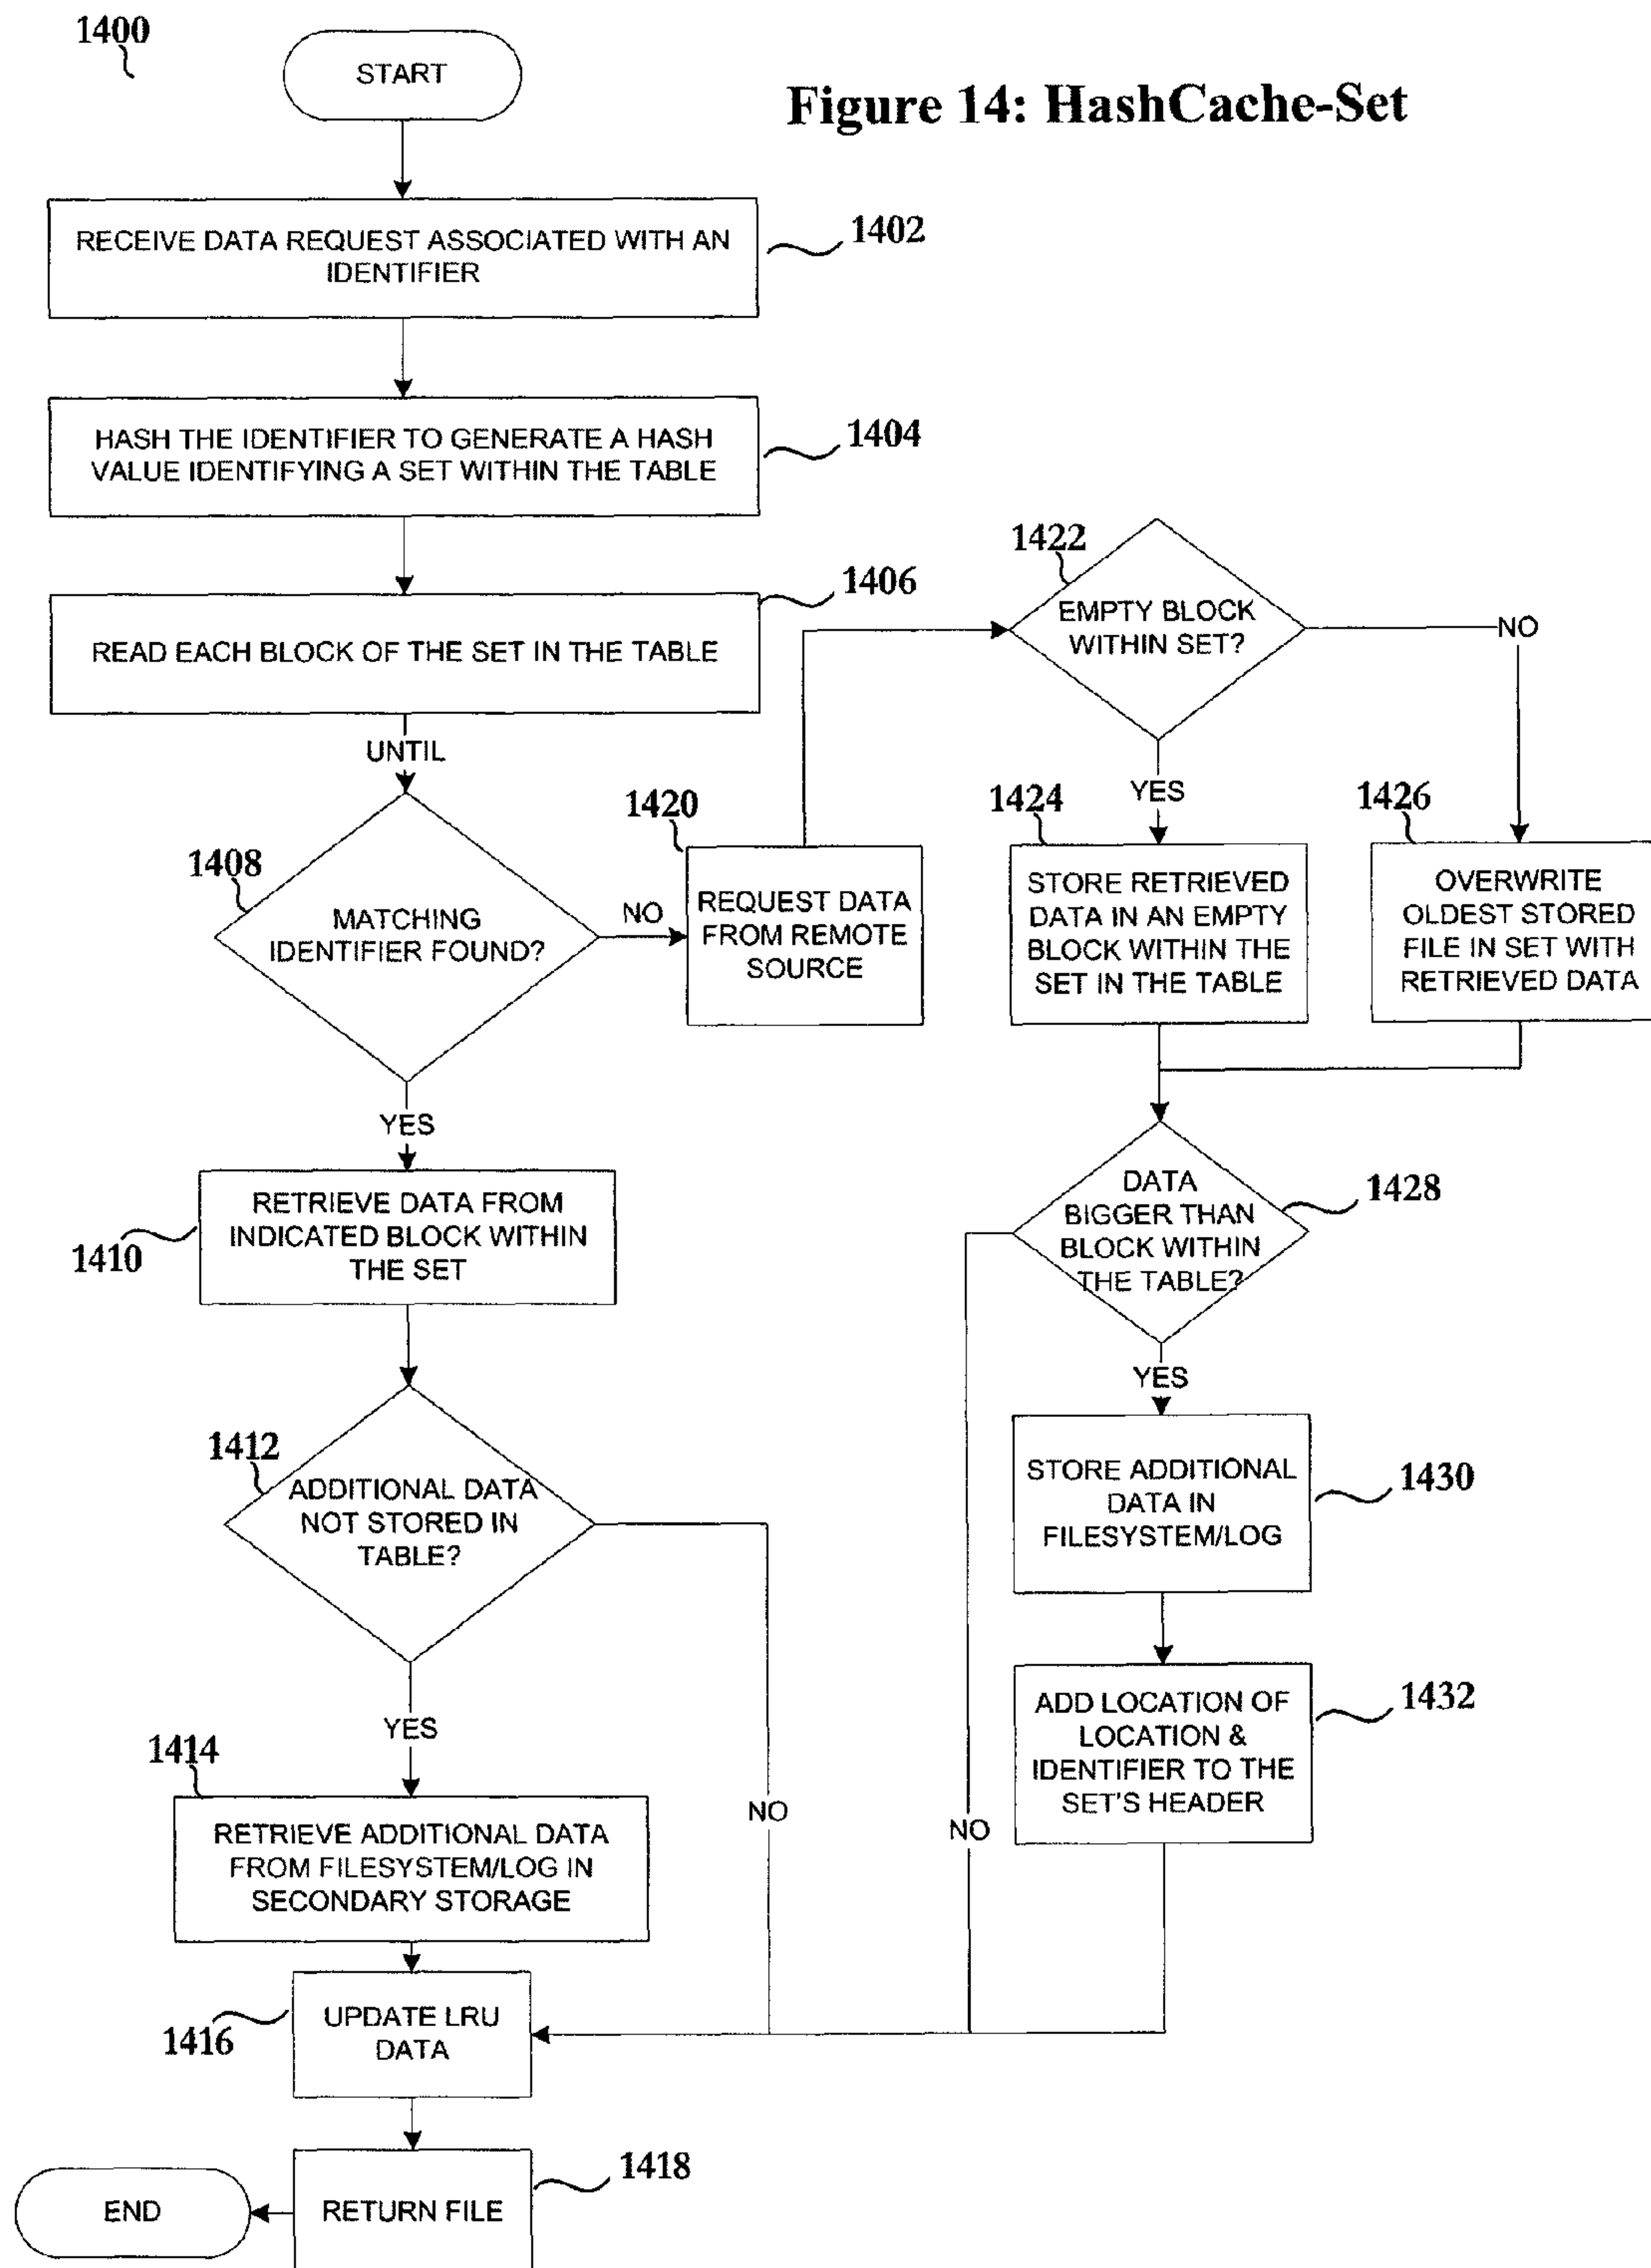 1400
START
Figure 14: HashCache-Set
RECEIVE DATA REQUEST ASSOCIATED WITH AN
IDENTIFIER
1402
HASH THE IDENTIFIER TO GENERATE A HASH
VALUE IDENTIFYING A SET WITHIN THE TABLE
1404
READ EACH BLOCK OF THE SET IN THE TABLE
1406
UNTIL
1408
MATCHING
IDENTIFIER FOUND?
NO
YES
1420
REQUEST DATA
FROM REMOTE
SOURCE
1422
EMPTY BLOCK
WITHIN SET?
NO
YES
1424
STORE RETRIEVED
DATA IN AN EMPTY
BLOCK WITHIN THE
SET IN THE TABLE
1426
OVERWRITE
OLDEST STORED
FILE IN SET WITH
RETRIEVED DATA
DATA
BIGGER THAN
BLOCK WITHIN
THE TABLE?
1428
YES
NO
STORE ADDITIONAL
DATA IN
FILESYSTEM/LOG
1430
ADD LOCATION OF
LOCATION &
IDENTIFIER TO THE
SET'S HEADER
1432
RETRIEVE DATA FROM
INDICATED BLOCK WITHIN
THE SET
1410
1412
ADDITIONAL DATA
NOT STORED IN
TABLE?
YES
NO
1414
RETRIEVE ADDITIONAL DATA
FROM FILESYSTEM/LOG IN
SECONDARY STORAGE
UPDATE LRU
DATA
1416
RETURN FILE
1418
END